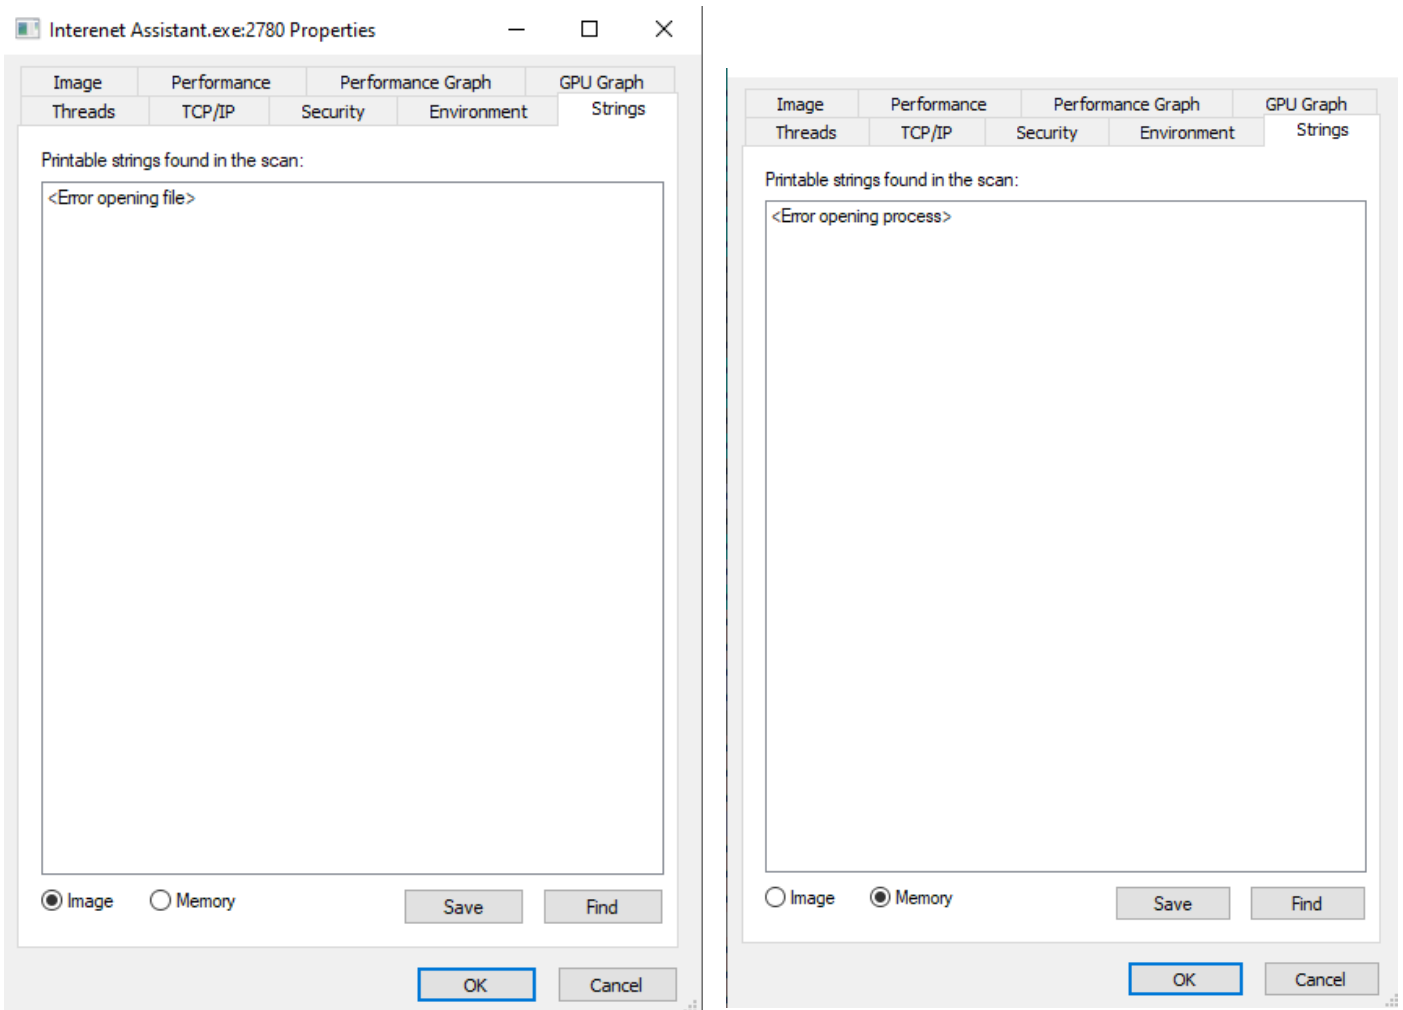 Interenet Assistant.exe:2780 Properties
Image Performance Performance Graph GPU Graph
Threads TCP/IP Security Environment Strings
Printable strings found in the scan:
<Error opening file>
Image Memory Save Find
OK Cancel
Image Performance Performance Graph GPU Graph
Threads TCP/IP Security Environment Strings
Printable strings found in the scan:
<Error opening process>
Image Memory Save Find
OK Cancel